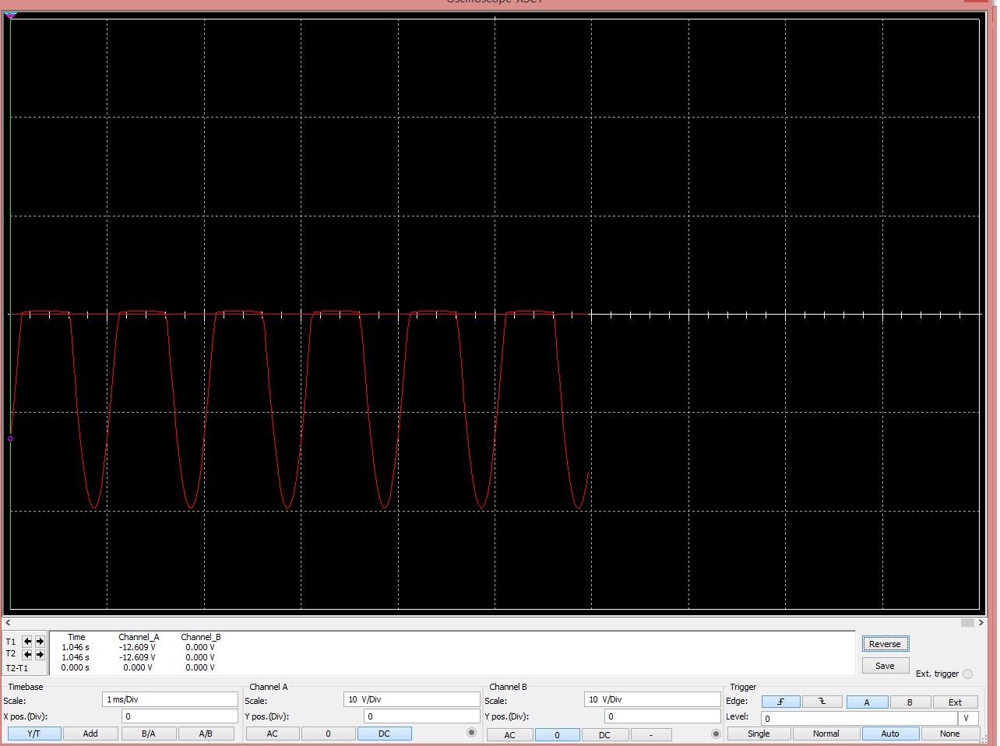 Oscilloscope-XSC1
Time Channel_A Channel_B
T1 1.046 s -12.609 V 0.000 V
T2 1.046 s -12.609 V 0.000 V
T2-T1 0.000 s 0.000 V 0.000 V
Reverse
Save
Ext. trigger
Timebase
Scale: 1 ms/Div
X pos.(Div): 0
Y/T Add B/A A/B
Channel A
Scale: 10 V/Div
Y pos.(Div): 0
AC 0 DC
Channel B
Scale: 10 V/Div
Y pos.(Div): 0
AC 0 DC -
Trigger
Edge: A B Ext
Level: 0 V
Single Normal Auto None